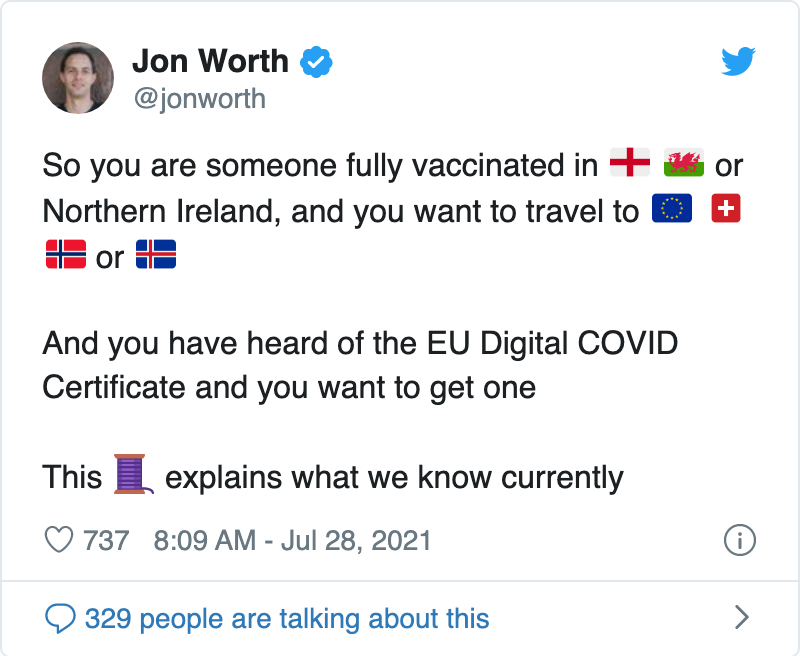 Jon Worth
@jonworth
So you are someone fully vaccinated in 🏴󠁧󠁢󠁥󠁮󠁧󠁿 🏴󠁧󠁢󠁷󠁬󠁳󠁿 or
Northern Ireland, and you want to travel to 🇪🇺 🇨🇭
🇳🇴 or 🇮🇸
And you have heard of the EU Digital COVID
Certificate and you want to get one
This 🧵 explains what we know currently
737 8:09 AM - Jul 28, 2021
329 people are talking about this